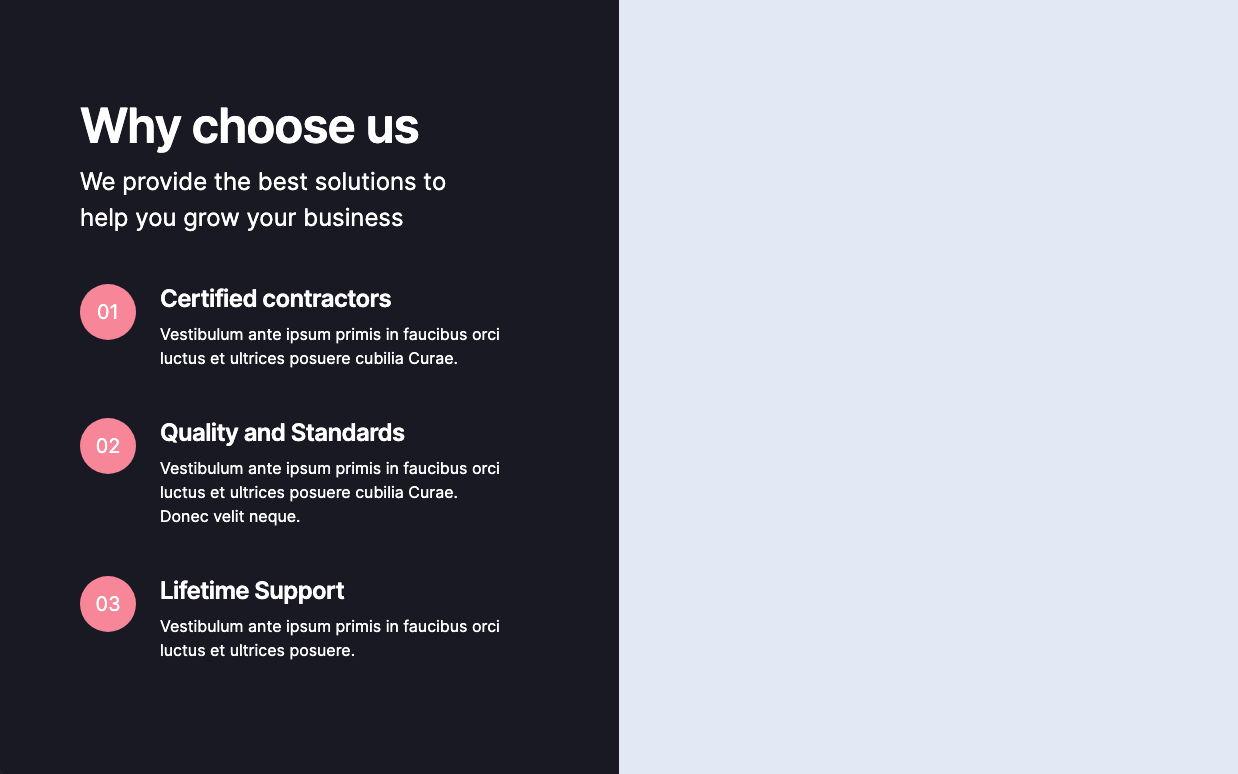 Why choose us
We provide the best solutions to
help you grow your business
01
Certified contractors
Vestibulum ante ipsum primis in faucibus orci
luctus et ultrices posuere cubilia Curae.
02
Quality and Standards
Vestibulum ante ipsum primis in faucibus orci
luctus et ultrices posuere cubilia Curae.
Donec velit neque.
03
Lifetime Support
Vestibulum ante ipsum primis in faucibus orci
luctus et ultrices posuere.